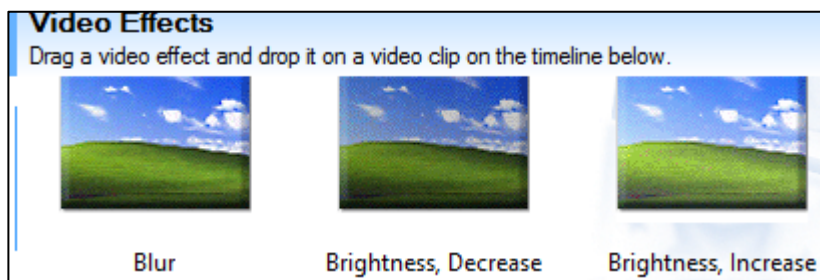 Video Effects
Drag a video effect and drop it on a video clip on the timeline below.
Blur
Brightness, Decrease
Brightness, Increase